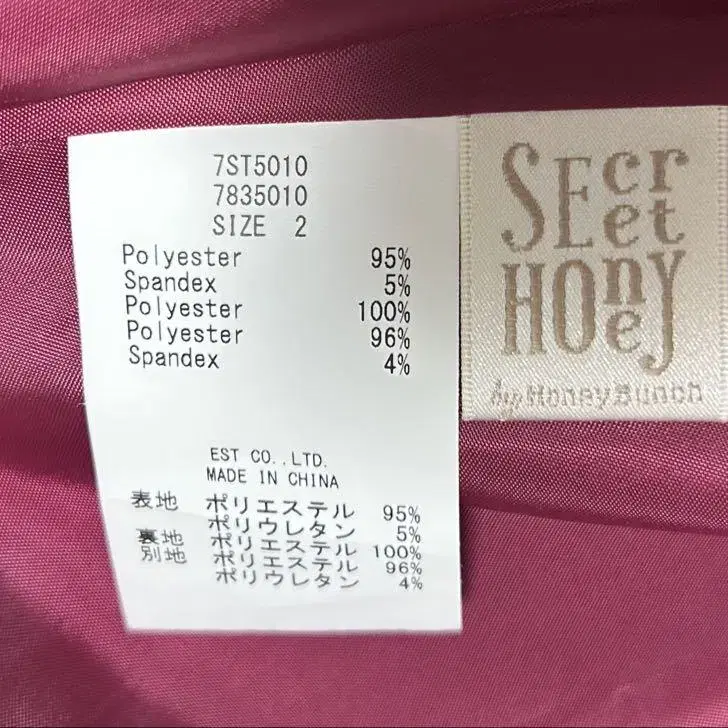 7ST5010
7835010
SIZE 2
Polyester 95%
Spandex 5%
Polyester 100%
Polyester 96%
Spandex 4%
EST CO.,LTD.
MADE IN CHINA
表地 ポリエステル 95%
ポリウレタン 5%
裏地 ポリエステル 100%
別地 ポリエステル 96%
ポリウレタン 4%
SEcret
HOney
by Honey Bunch